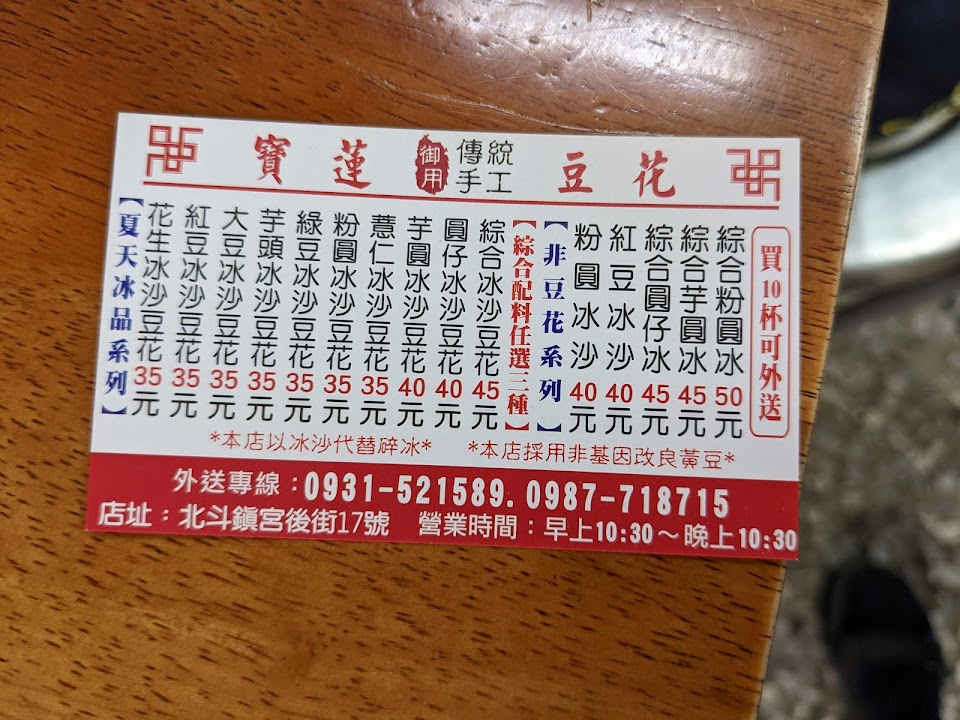 寶蓮 御用 傳統手工 豆花
【夏天冰品系列】
花生冰沙豆花35元
紅豆冰沙豆花35元
大豆冰沙豆花35元
芋頭冰沙豆花35元
綠豆冰沙豆花35元
粉圓冰沙豆花35元
薏仁冰沙豆花35元
芋圓冰沙豆花40元
圓仔冰沙豆花40元
綜合冰沙豆花45元
【綜合配料任選三種】
【非豆花系列】
粉圓冰沙40元
紅豆冰沙40元
綜合圓仔冰45元
綜合芋圓冰45元
綜合粉圓冰50元
買10杯可外送
*本店以冰沙代替碎冰* *本店採用非基因改良黃豆*
外送專線：0931-521589. 0987-718715
店址：北斗鎮宮後街17號 營業時間：早上10:30～晚上10:30